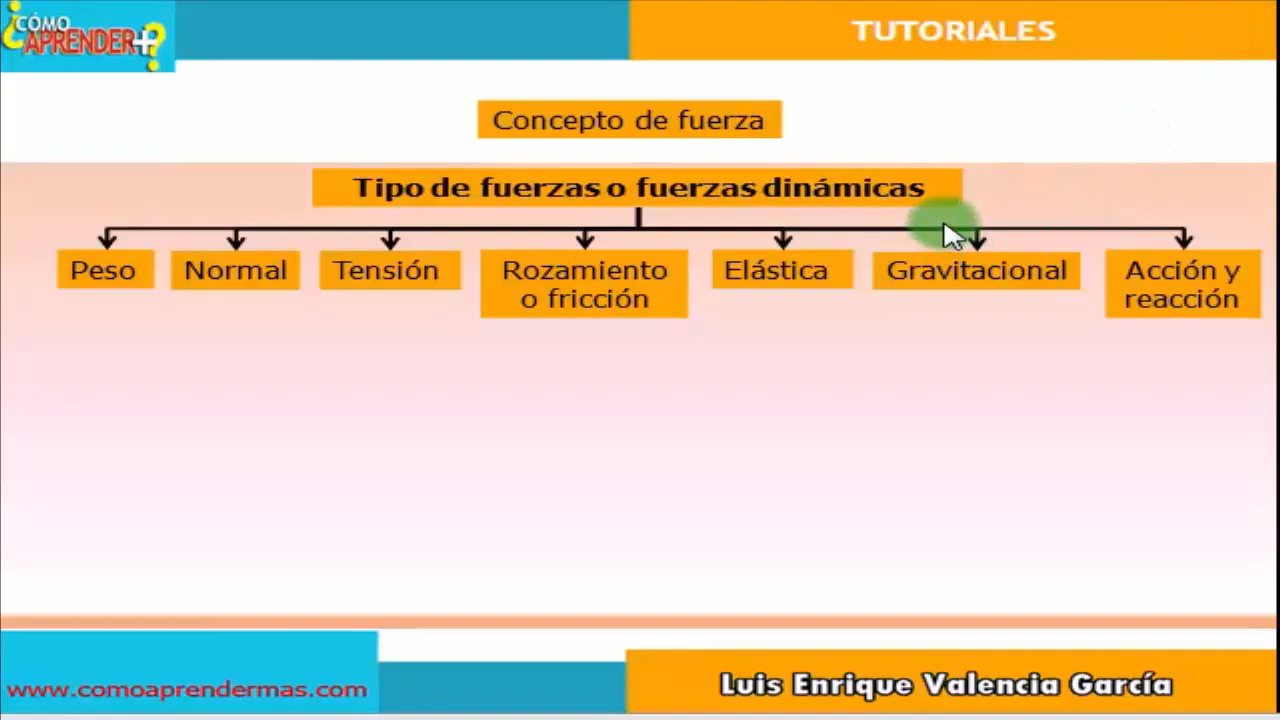 ¿CÓMO
APRENDER+?
TUTORIALES
Concepto de fuerza
Tipo de fuerzas o fuerzas dinámicas
Peso
Normal
Tensión
Rozamiento
o fricción
Elástica
Gravitacional
Acción y
reacción
www.comoaprendermas.com
Luis Enrique Valencia García